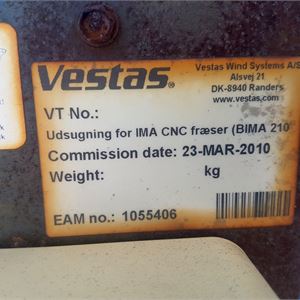 Vestas®
Vestas Wind Systems A/S
Alsvej 21
DK-8940 Randers
www.vestas.com
VT No.:
Udsugning for IMA CNC fræser (BIMA 210
Commission date: 23-MAR-2010
Weight: kg
EAM no.: 1055406